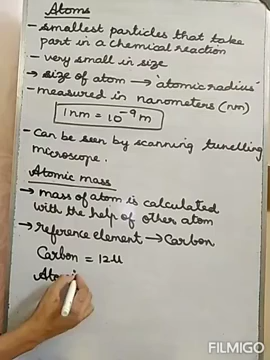 Atoms
- smallest particles that take
part in a chemical reaction
- very small in size
→ size of atom → 'atomic radius'
- measured in nanometers (nm)
1nm = 10⁻⁹ m
- can be seen by scanning tunelling
microscope.
Atomic mass
→ mass of atom is calculated
with the help of other atom
→ reference element → Carbon
Carbon = 12u
Atomi
FILMIGO